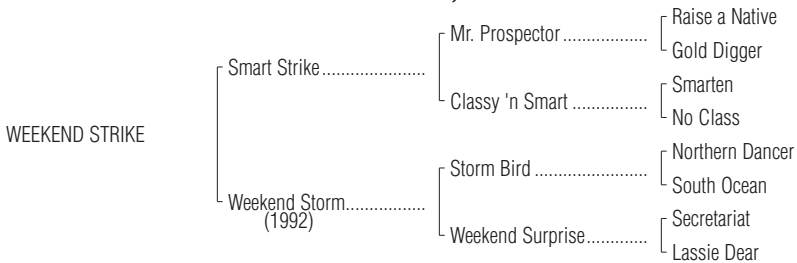 Raise a Native
Mr. Prospector...................
Gold Digger
Smart Strike.......................
Smarten
Classy 'n Smart .................
No Class
WEEKEND STRIKE
Northern Dancer
Storm Bird .........................
South Ocean
Weekend Storm..................
(1992)
Secretariat
Weekend Surprise..............
Lassie Dear